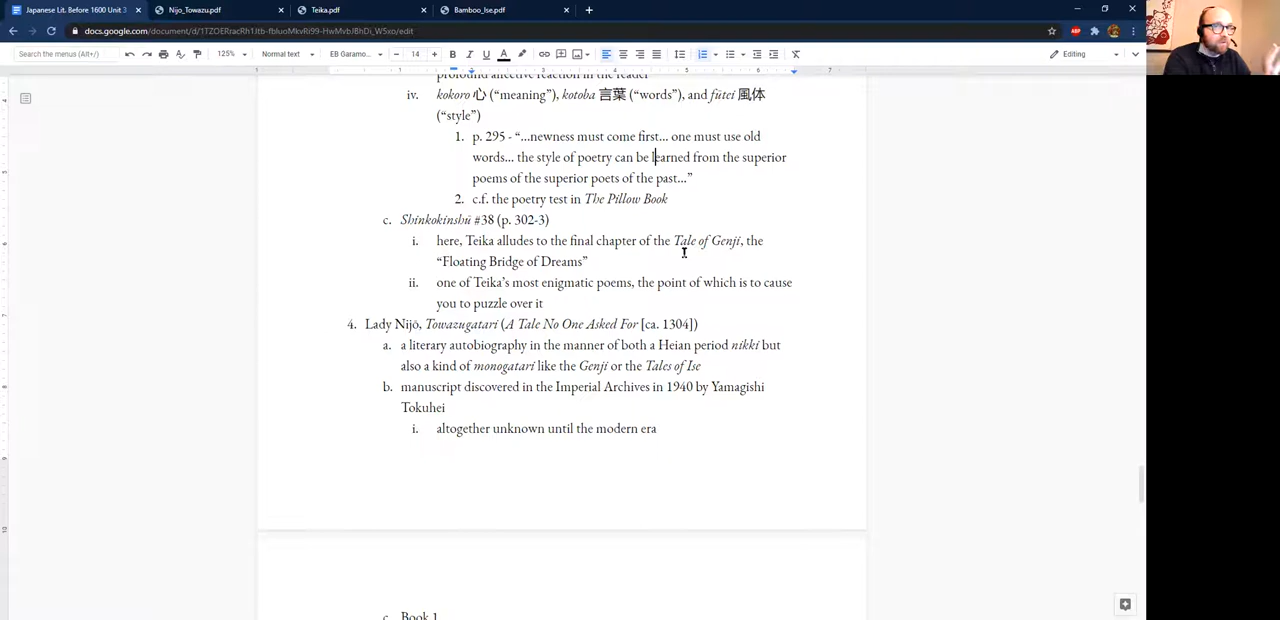 Japanese Lit. Before 1600 Unit 3
Nijo_Towazu.pdf
Teika.pdf
Bamboo_Ise.pdf
docs.google.com/document/d/1TZOERracRh1Jtb-fbIuoMkvRi99-HwMvbJBhDi_W5xo/edit
Search the menus (Alt+/)
125%
Normal text
EB Garamo...
14
Editing
profound affective reaction in the reader
iv. kokoro 心 (“meaning”), kotoba 言葉 (“words”), and fūtei 風体
(“style”)
1. p. 295 - “…newness must come first… one must use old
words… the style of poetry can be learned from the superior
poems of the superior poets of the past…”
2. c.f. the poetry test in The Pillow Book
c. Shinkokinshū #38 (p. 302-3)
i. here, Teika alludes to the final chapter of the Tale of Genji, the
“Floating Bridge of Dreams”
ii. one of Teika’s most enigmatic poems, the point of which is to cause
you to puzzle over it
4. Lady Nijō, Towazugatari (A Tale No One Asked For [ca. 1304])
a. a literary autobiography in the manner of both a Heian period nikki but
also a kind of monogatari like the Genji or the Tales of Ise
b. manuscript discovered in the Imperial Archives in 1940 by Yamagishi
Tokuhei
i. altogether unknown until the modern era
c. Book 1